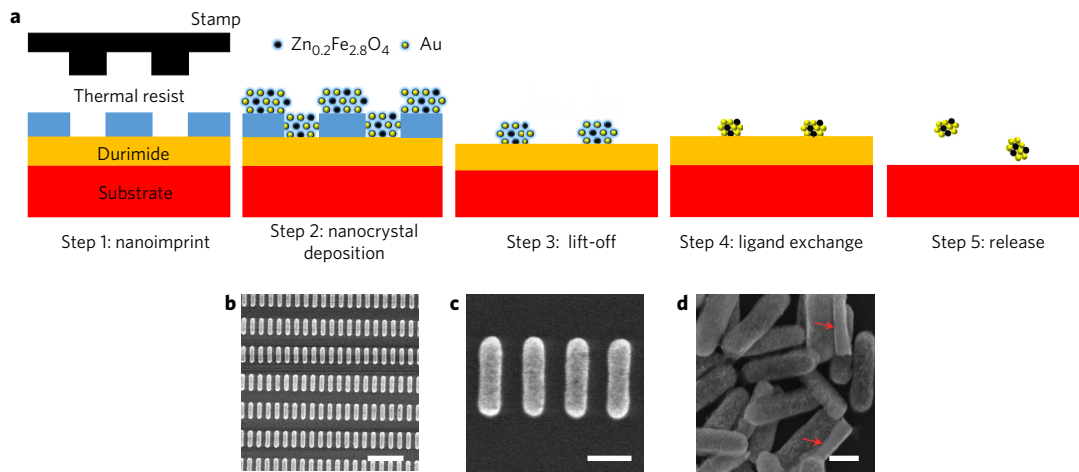 a
Stamp
Thermal resist
Durimide
Substrate
Step 1: nanoimprint
Zn0.2Fe2.8O4
Au
Step 2: nanocrystal
deposition
Step 3: lift-off
Step 4: ligand exchange
Step 5: release
b
c
d